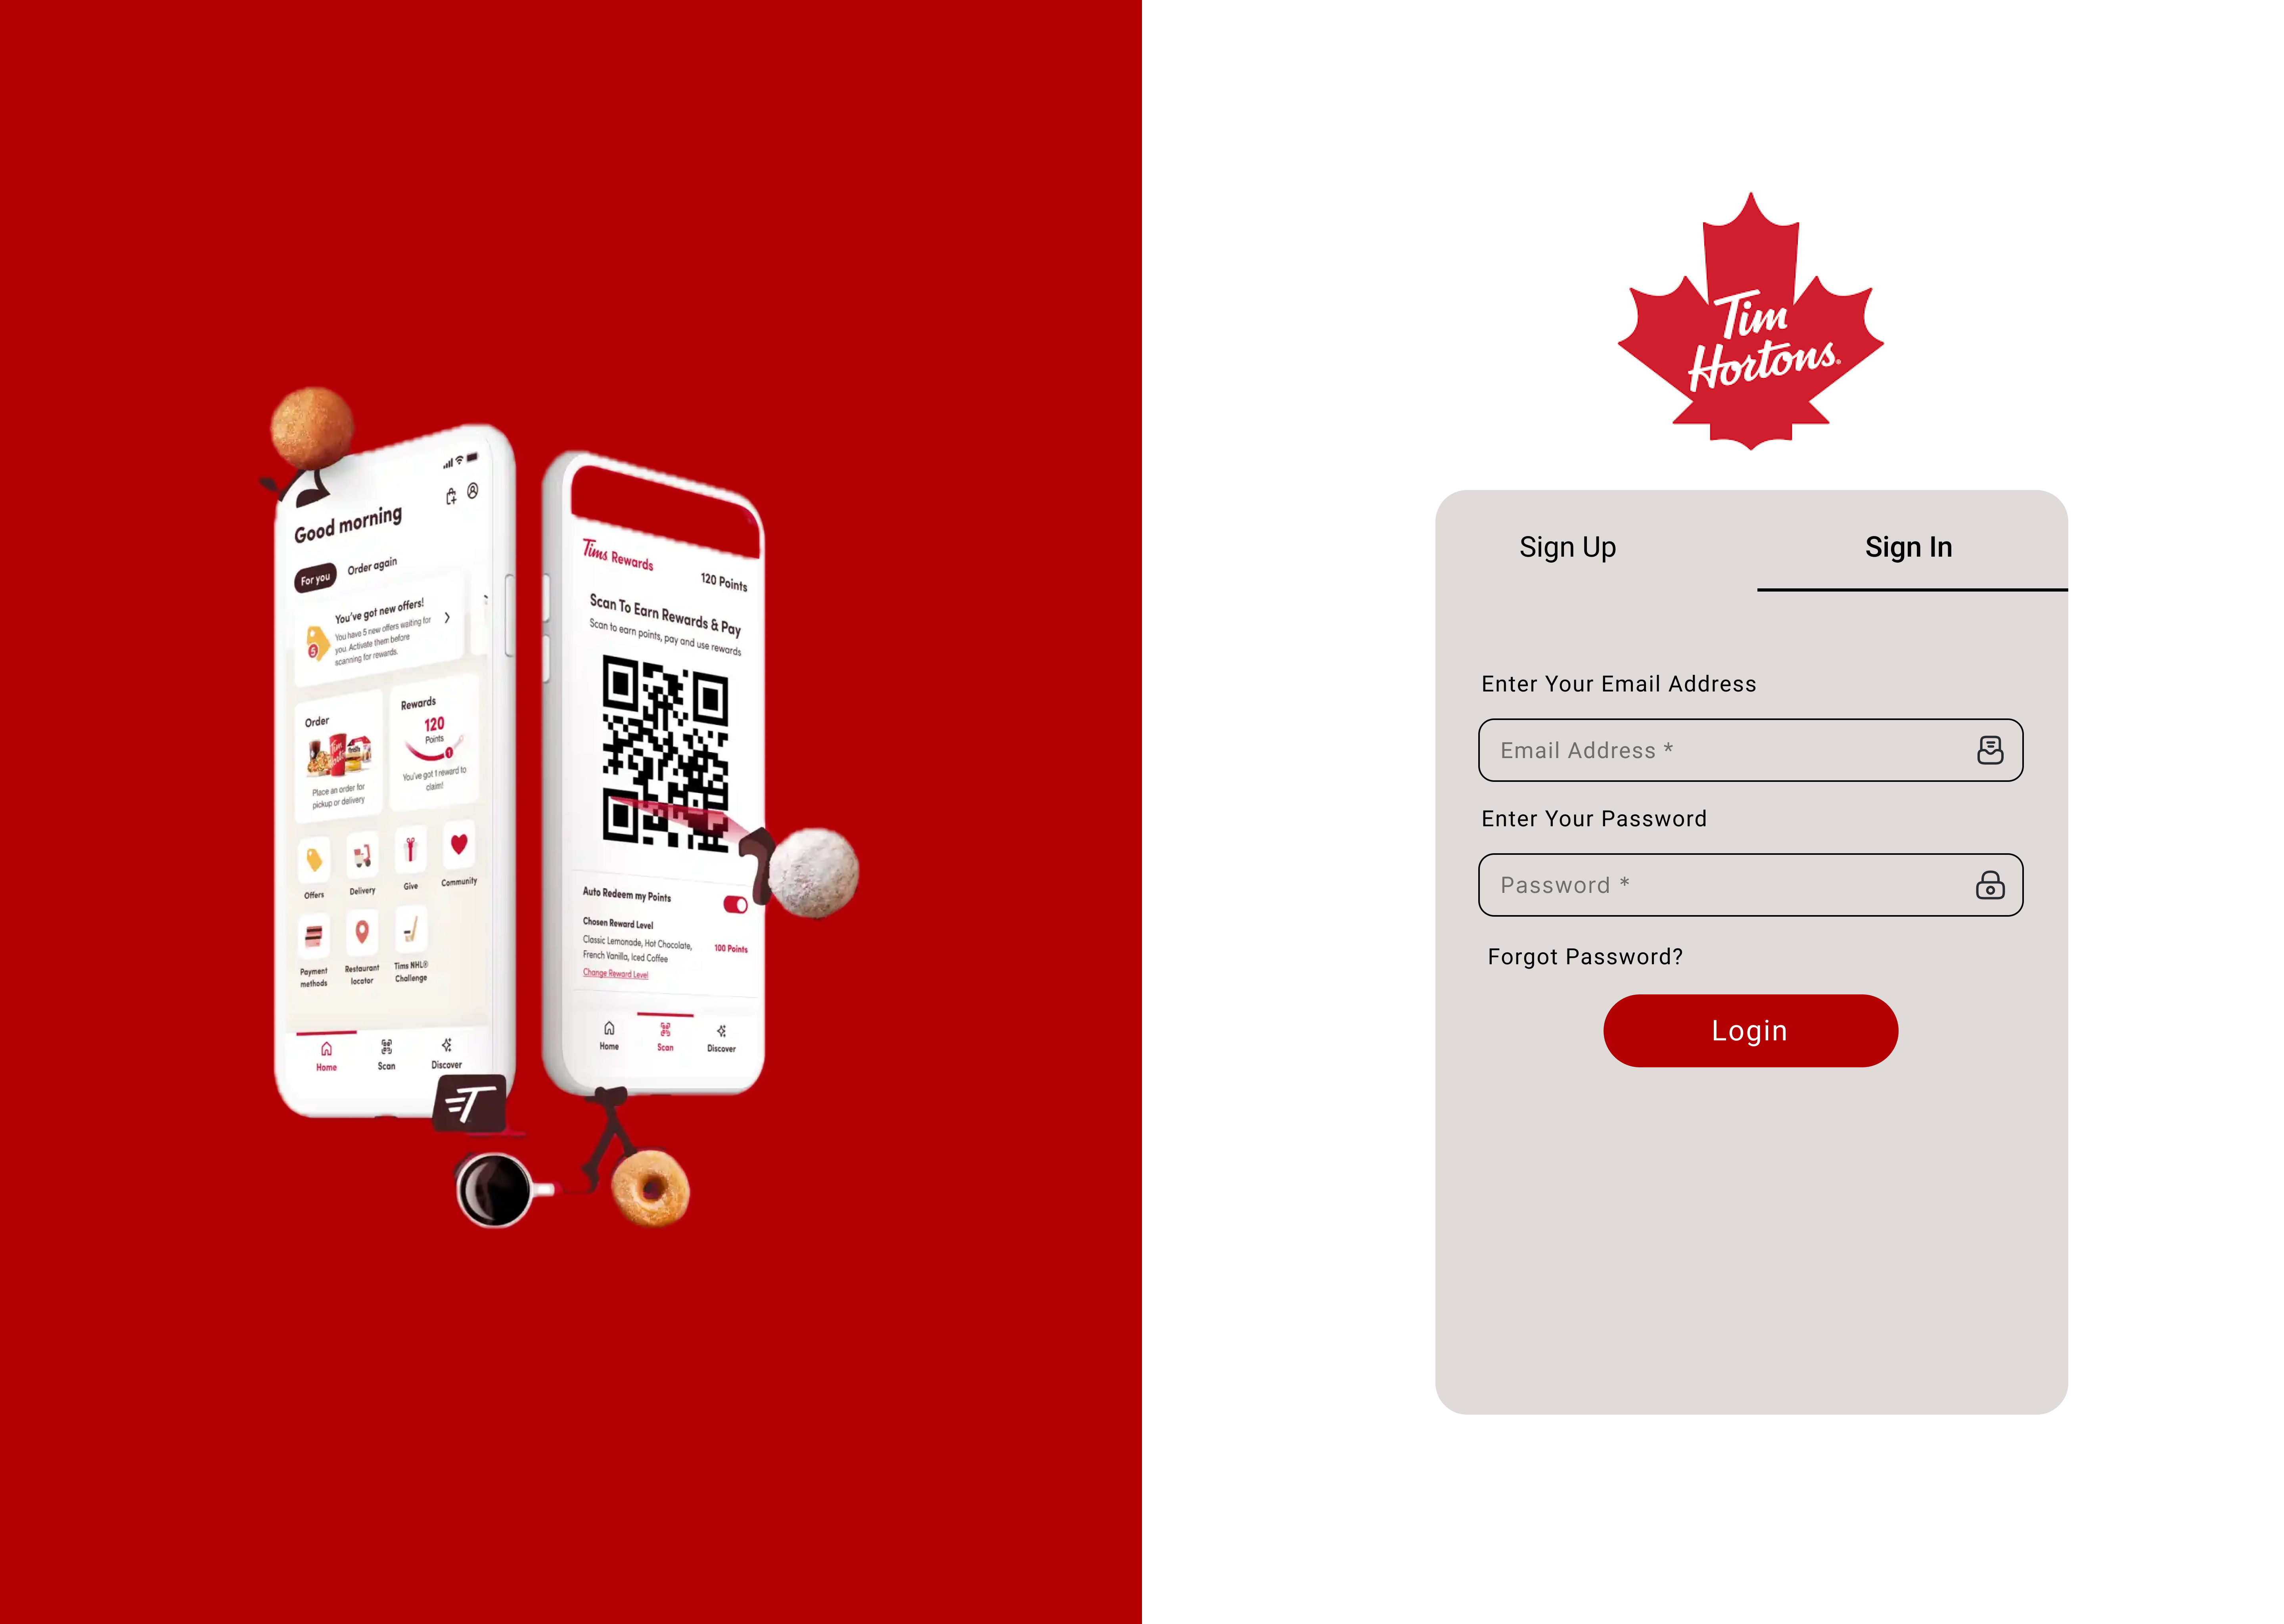 Good morning
For you
Order again
You've got new offers!
You have 5 new offers waiting for
you. Activate them before
scanning for rewards.
5
Order
Place an order for
pickup or delivery
Rewards
120
Points
1
You've got 1 reward to
claim!
Offers
Delivery
Give
Community
Payment
methods
Restaurant
locator
Tims NHL®
Challenge
Home
Scan
Discover
Tims Rewards
120 Points
Scan To Earn Rewards & Pay
Scan to earn points, pay and use rewards
Auto Redeem my Points
Chosen Reward Level
Classic Lemonade, Hot Chocolate,
French Vanilla, Iced Coffee
100 Points
Change Reward Level
Home
Scan
Discover
T
Tim
Hortons®
Sign Up
Sign In
Enter Your Email Address
Email Address *
Enter Your Password
Password *
Forgot Password?
Login